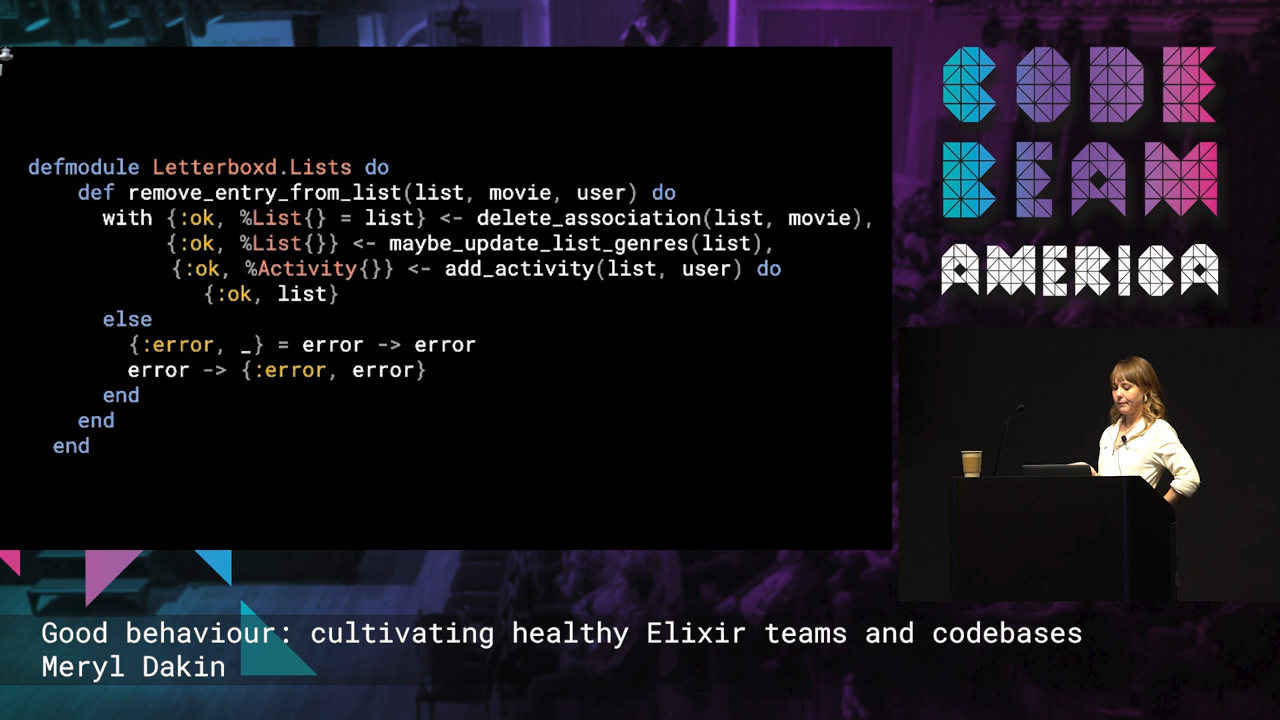 defmodule Letterboxd.Lists do
def remove_entry_from_list(list, movie, user) do
with {:ok, %List{} = list} <- delete_association(list, movie),
{:ok, %List{}} <- maybe_update_list_genres(list),
{:ok, %Activity{}} <- add_activity(list, user) do
{:ok, list}
else
{:error, _} = error -> error
error -> {:error, error}
end
end
end
CODE
BEAM
AMERICA
Good behaviour: cultivating healthy Elixir teams and codebases
Meryl Dakin